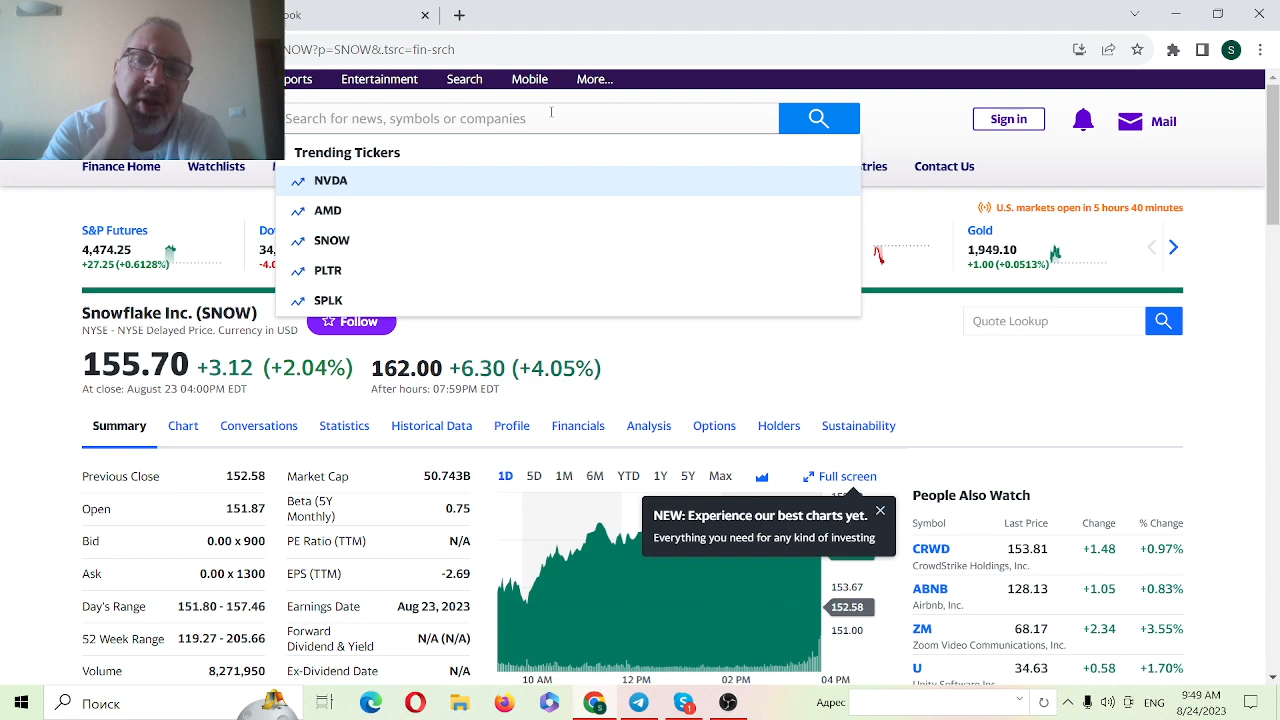 ook
NOW?p=SNOW&.tsrc=fin-srch
S
ports Entertainment Search Mobile More...
Search for news, symbols or companies
Sign in
Mail
Trending Tickers
Finance Home Watchlists
tries Contact Us
NVDA
AMD
SNOW
PLTR
SPLK
U.S. markets open in 5 hours 40 minutes
S&P Futures
4,474.25
+27.25 (+0.6128%)
Do
34,
-4.0
Gold
1,949.10
+1.00 (+0.0513%)
Snowflake Inc. (SNOW)
NYSE - NYSE Delayed Price. Currency in USD
Follow
Quote Lookup
155.70 +3.12 (+2.04%)
At close: August 23 04:00PM EDT
162.00 +6.30 (+4.05%)
After hours: 07:59PM EDT
Summary Chart Conversations Statistics Historical Data Profile Financials Analysis Options Holders Sustainability
Previous Close 152.58
Open 151.87
Bid 0.00 x 900
Ask 0.00 x 1300
Day's Range 151.80 - 157.46
52 Week Range 119.27 - 205.66
Volume 8,271,950
Market Cap 50.743B
Beta (5Y Monthly) 0.75
PE Ratio (TTM) N/A
EPS (TTM) -2.69
Earnings Date Aug 23, 2023
Forward Dividend & Yield N/A (N/A)
Ex-Dividend Date N/A
1D 5D 1M 6M YTD 1Y 5Y Max
Full screen
NEW: Experience our best charts yet.
Everything you need for any kind of investing
153.67
152.58
151.00
10 AM 12 PM 02 PM 04 PM
People Also Watch
Symbol Last Price Change % Change
CRWD 153.81 +1.48 +0.97%
CrowdStrike Holdings, Inc.
ABNB 128.13 +1.05 +0.83%
Airbnb, Inc.
ZM 68.17 +2.34 +3.55%
Zoom Video Communications, Inc.
U 34.63 +0.58 +1.70%
Unity Software Inc.
Поиск
1
Адрес
9:49 AM
8/24/2023